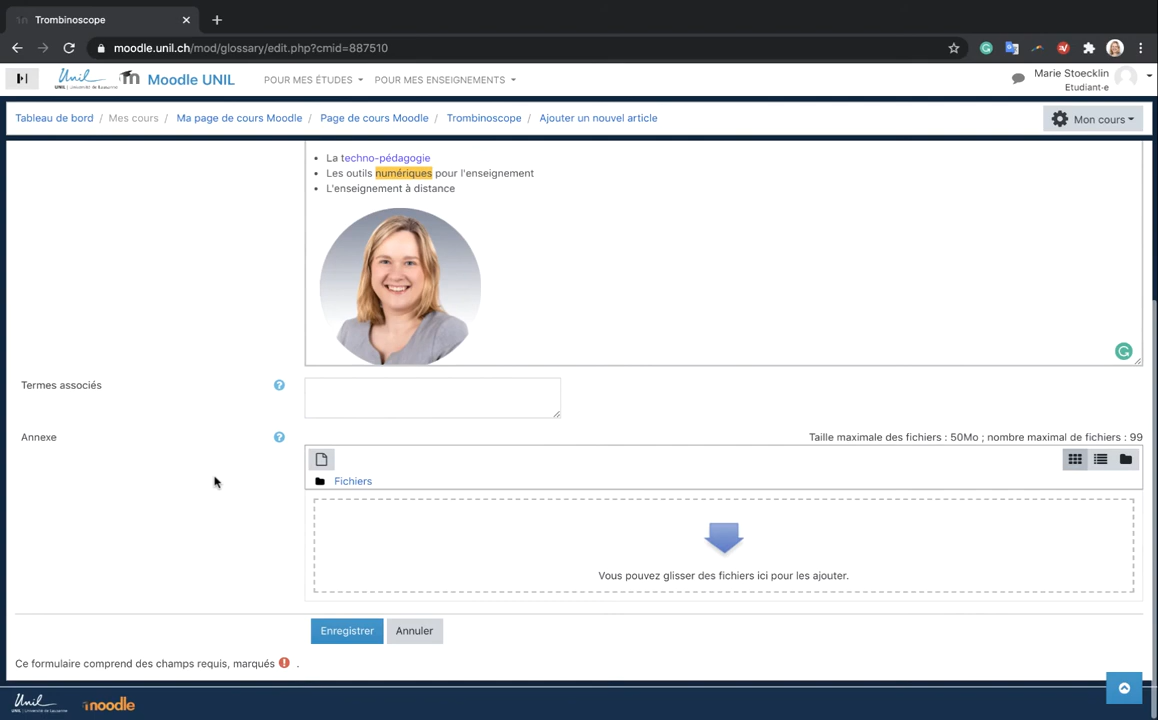 Trombinoscope
moodle.unil.ch/mod/glossary/edit.php?cmid=887510
Unil
Moodle UNIL
POUR MES ÉTUDES
POUR MES ENSEIGNEMENTS
Marie Stoecklin
Etudiant·e
Tableau de bord / Mes cours / Ma page de cours Moodle / Page de cours Moodle / Trombinoscope / Ajouter un nouvel article
Mon cours
La techno-pédagogie
Les outils numériques pour l'enseignement
L'enseignement à distance
Termes associés
Annexe
Taille maximale des fichiers : 50Mo ; nombre maximal de fichiers : 99
Fichiers
Vous pouvez glisser des fichiers ici pour les ajouter.
Enregistrer
Annuler
Ce formulaire comprend des champs requis, marqués .
Unil
moodle